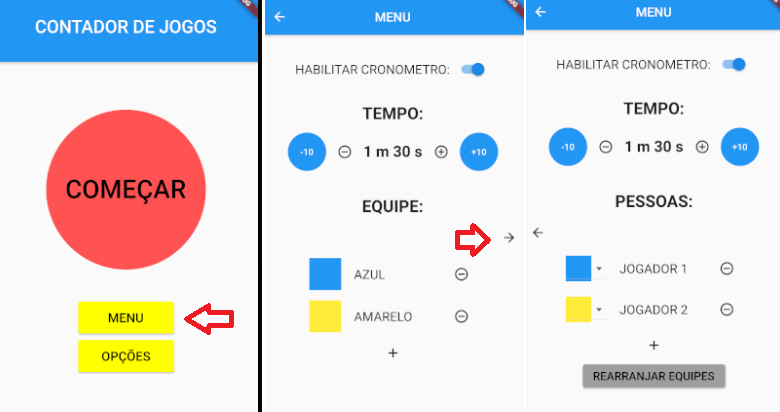 CONTADOR DE JOGOS
COMEÇAR
MENU
OPÇÕES
MENU
HABILITAR CRONOMETRO:
TEMPO:
-10
1 m 30 s
+10
EQUIPE:
AZUL
AMARELO
+
MENU
HABILITAR CRONOMETRO:
TEMPO:
-10
1 m 30 s
+10
PESSOAS:
JOGADOR 1
JOGADOR 2
+
REARRANJAR EQUIPES